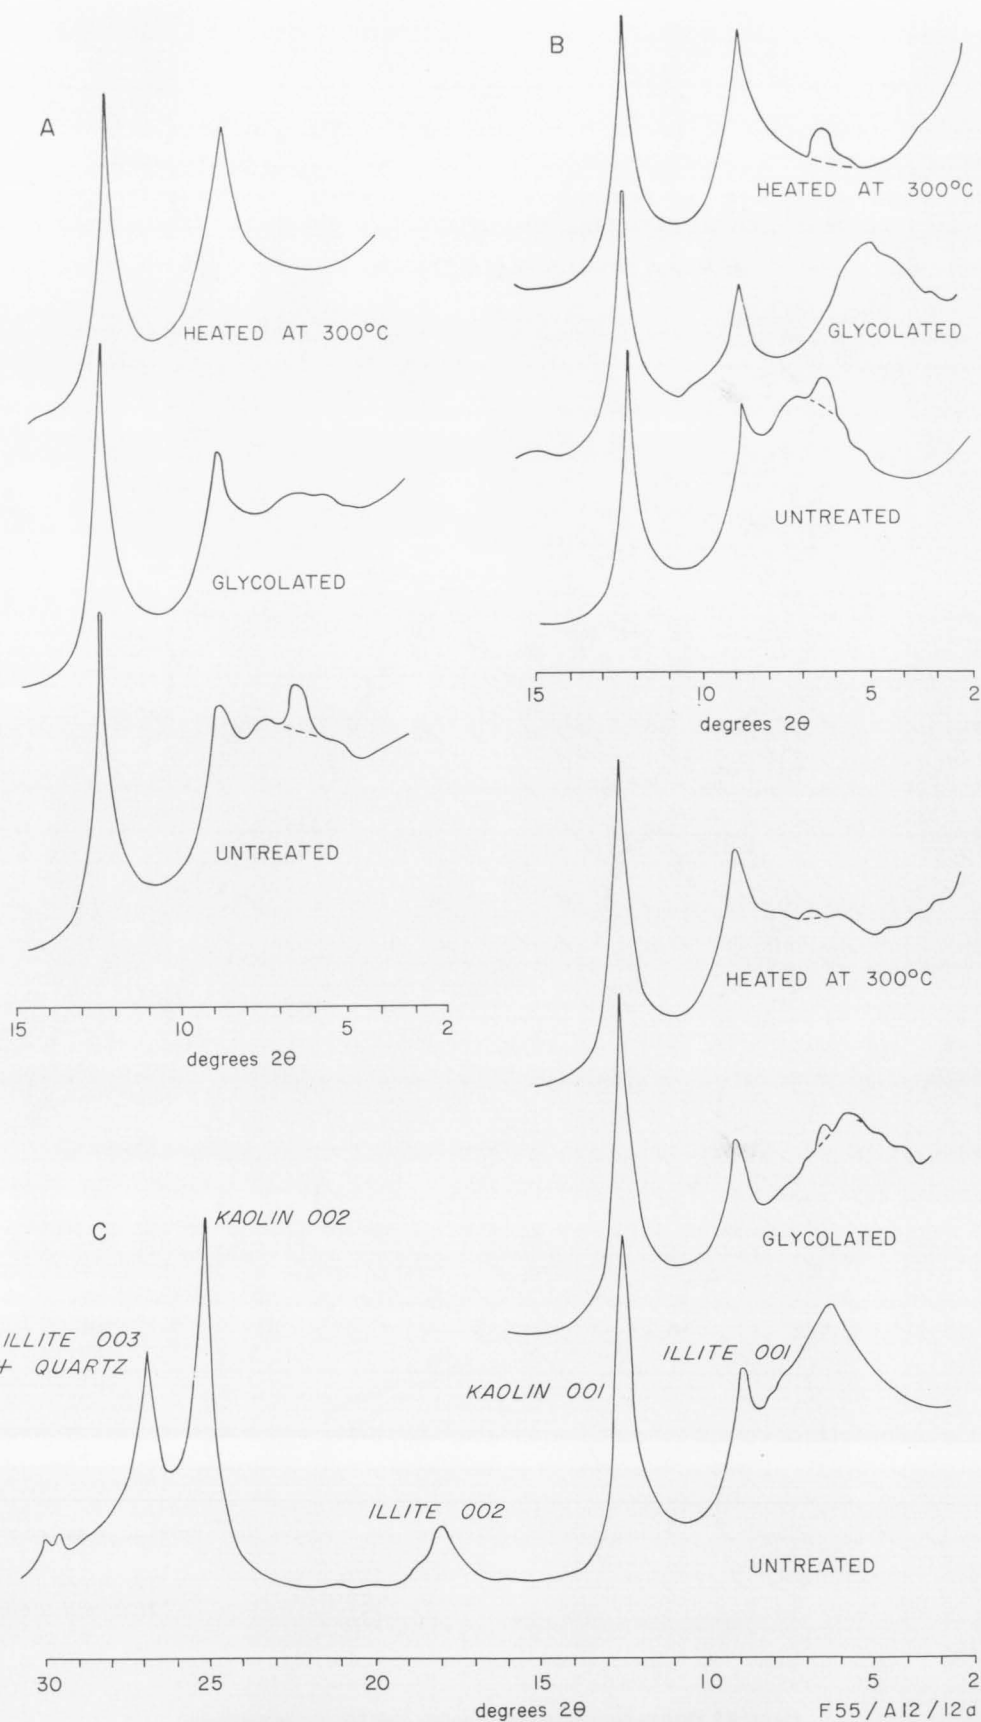 B
A
HEATED AT 300°C
HEATED AT 300°C
GLYCOLATED
GLYCOLATED
UNTREATED
15 10 5 2
degrees 2θ
UNTREATED
HEATED AT 300°C
15 10 5 2
degrees 2θ
C
KAOLIN 002
GLYCOLATED
ILLITE 003
+ QUARTZ
ILLITE 001
KAOLIN 001
ILLITE 002
UNTREATED
30 25 20 15 10 5 2
degrees 2θ
F55/A12/12a